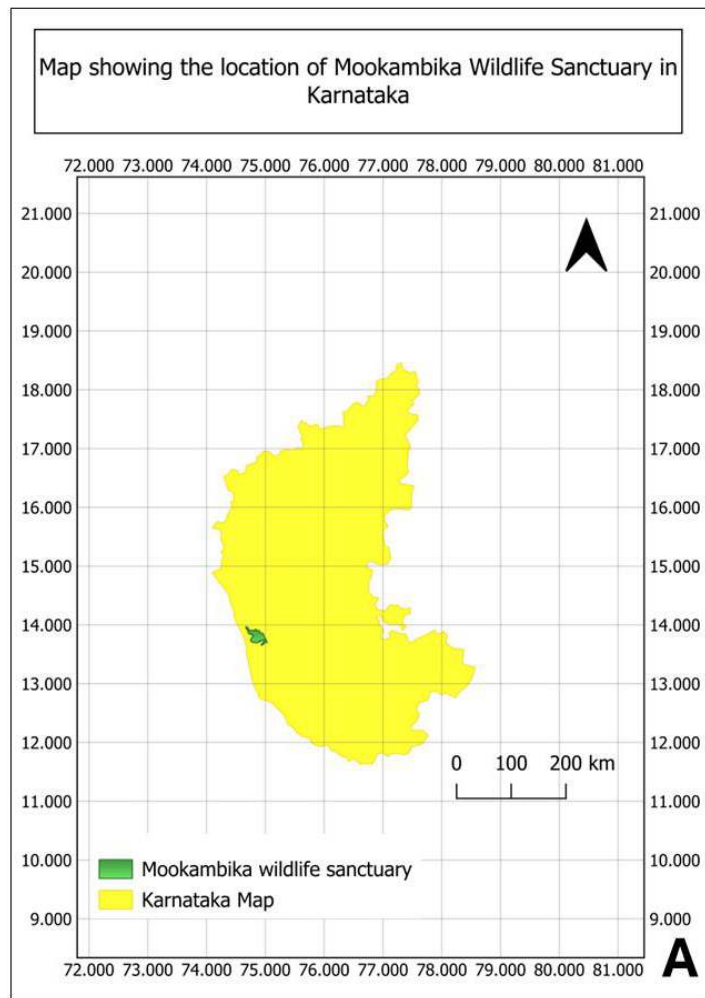 Map showing the location of Mookambika Wildlife Sanctuary in
Karnataka
72.000 73.000 74.000 75.000 76.000 77.000 78.000 79.000 80.000 81.000
21.000 21.000
20.000 20.000
19.000 19.000
18.000 18.000
17.000 17.000
16.000 16.000
15.000 15.000
14.000 14.000
13.000 13.000
12.000 12.000
0 100 200 km
11.000 11.000
10.000 10.000
Mookambika wildlife sanctuary
Karnataka Map
9.000 9.000
72.000 73.000 74.000 75.000 76.000 77.000 78.000 79.000 80.000 81.000
A